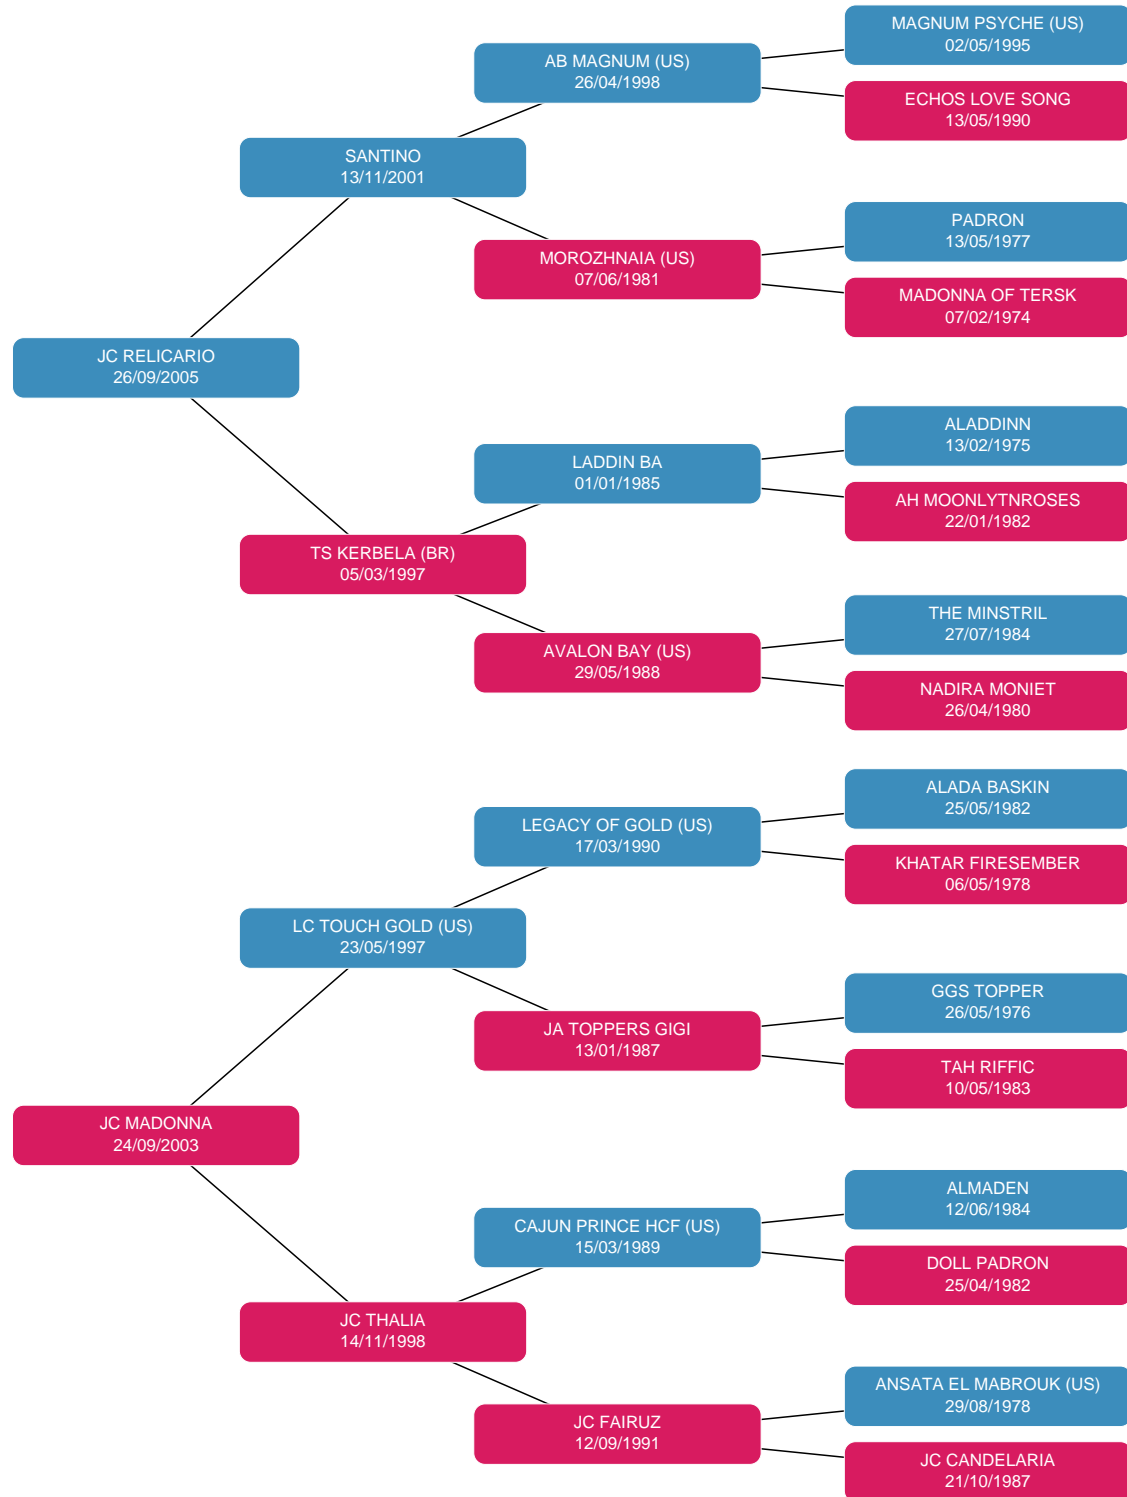 MAGNUM PSYCHE (US)
02/05/1995
AB MAGNUM (US)
26/04/1998
ECHOS LOVE SONG
13/05/1990
SANTINO
13/11/2001
PADRON
13/05/1977
MOROZHNAIA (US)
07/06/1981
MADONNA OF TERSK
07/02/1974
JC RELICARIO
26/09/2005
ALADDINN
13/02/1975
LADDIN BA
01/01/1985
AH MOONLYTNROSES
22/01/1982
TS KERBELA (BR)
05/03/1997
THE MINSTRIL
27/07/1984
AVALON BAY (US)
29/05/1988
NADIRA MONIET
26/04/1980
ALADA BASKIN
25/05/1982
LEGACY OF GOLD (US)
17/03/1990
KHATAR FIRESEMBER
06/05/1978
LC TOUCH GOLD (US)
23/05/1997
GGS TOPPER
26/05/1976
JA TOPPERS GIGI
13/01/1987
TAH RIFFIC
10/05/1983
JC MADONNA
24/09/2003
ALMADEN
12/06/1984
CAJUN PRINCE HCF (US)
15/03/1989
DOLL PADRON
25/04/1982
JC THALIA
14/11/1998
ANSATA EL MABROUK (US)
29/08/1978
JC FAIRUZ
12/09/1991
JC CANDELARIA
21/10/1987